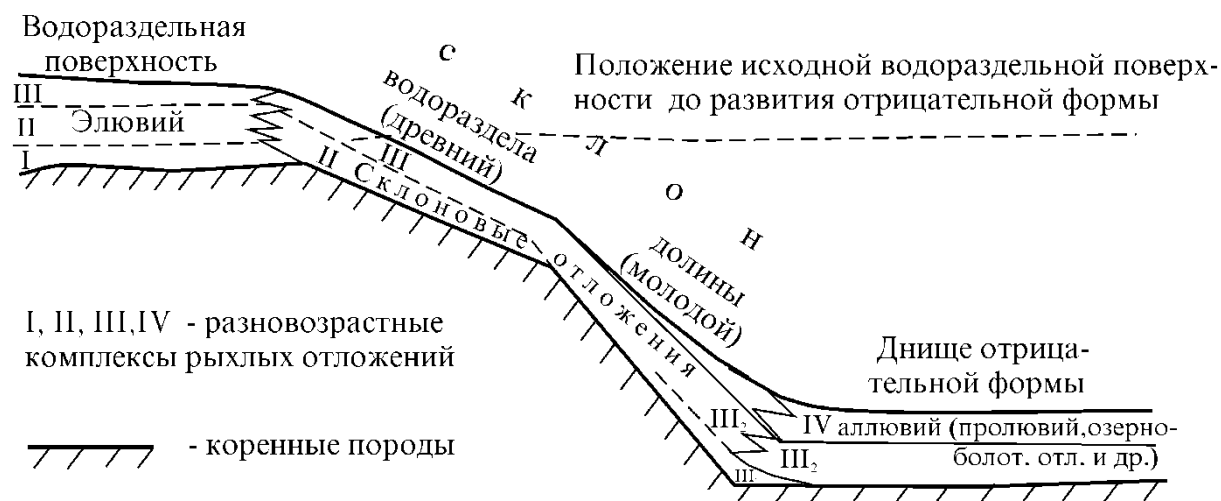 Водораздельная
поверхность
склон
Положение исходной водораздельной поверх-
ности до развития отрицательной формы
водораздела
(древний)
III
II
Элювий
I
III
II
Склоновые отложения
долины
(молодой)
I, II, III,IV - разновозрастные
комплексы рыхлых отложений
- коренные породы
Днище отрица-
тельной формы
III₂
IV аллювий (пролювий,озерно-
болот. отл. и др.)
III₂
III